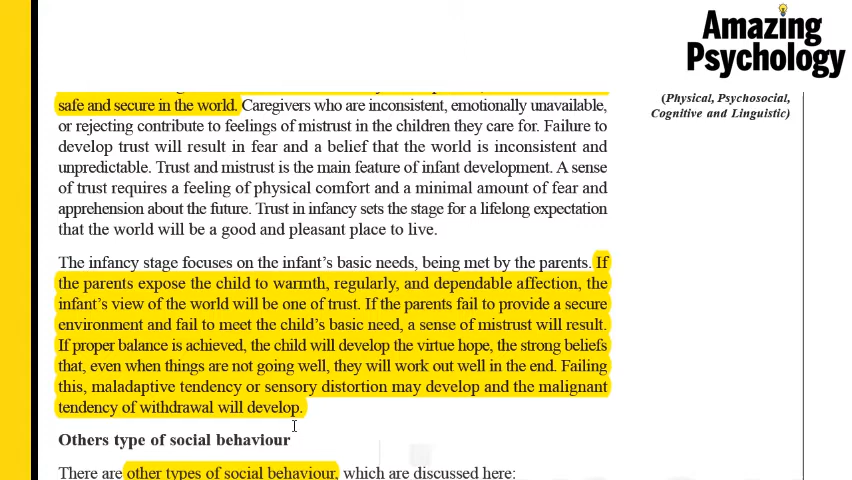 Amazing
Psychology
(Physical, Psychosocial,
Cognitive and Linguistic)
safe and secure in the world. Caregivers who are inconsistent, emotionally unavailable,
or rejecting contribute to feelings of mistrust in the children they care for. Failure to
develop trust will result in fear and a belief that the world is inconsistent and
unpredictable. Trust and mistrust is the main feature of infant development. A sense
of trust requires a feeling of physical comfort and a minimal amount of fear and
apprehension about the future. Trust in infancy sets the stage for a lifelong expectation
that the world will be a good and pleasant place to live.
The infancy stage focuses on the infant's basic needs, being met by the parents. If
the parents expose the child to warmth, regularly, and dependable affection, the
infant's view of the world will be one of trust. If the parents fail to provide a secure
environment and fail to meet the child's basic need, a sense of mistrust will result.
If proper balance is achieved, the child will develop the virtue hope, the strong beliefs
that, even when things are not going well, they will work out well in the end. Failing
this, maladaptive tendency or sensory distortion may develop and the malignant
tendency of withdrawal will develop.
Others type of social behaviour
There are other types of social behaviour, which are discussed here: